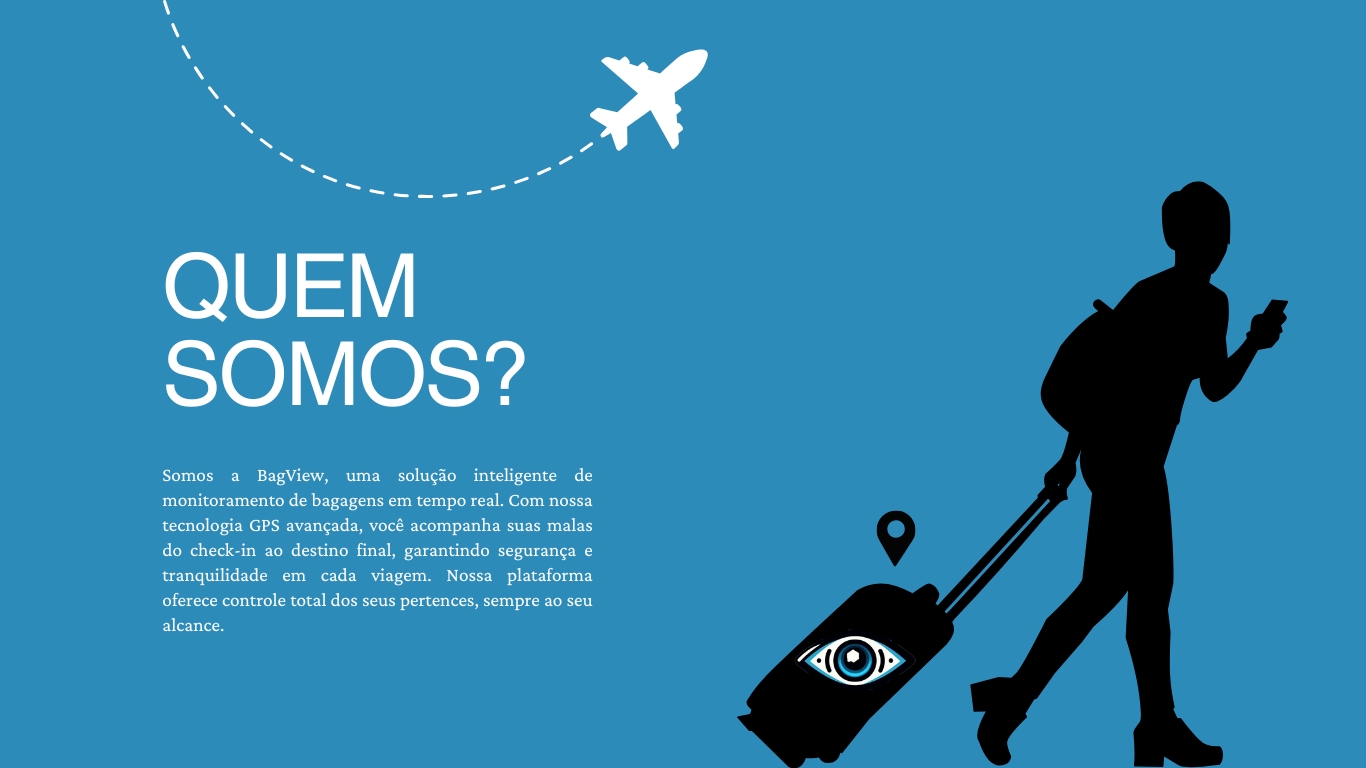 QUEM
SOMOS?
Somos a BagView, uma solução inteligente de
monitoramento de bagagens em tempo real. Com nossa
tecnologia GPS avançada, você acompanha suas malas
do check-in ao destino final, garantindo segurança e
tranquilidade em cada viagem. Nossa plataforma
oferece controle total dos seus pertences, sempre ao seu
alcance.